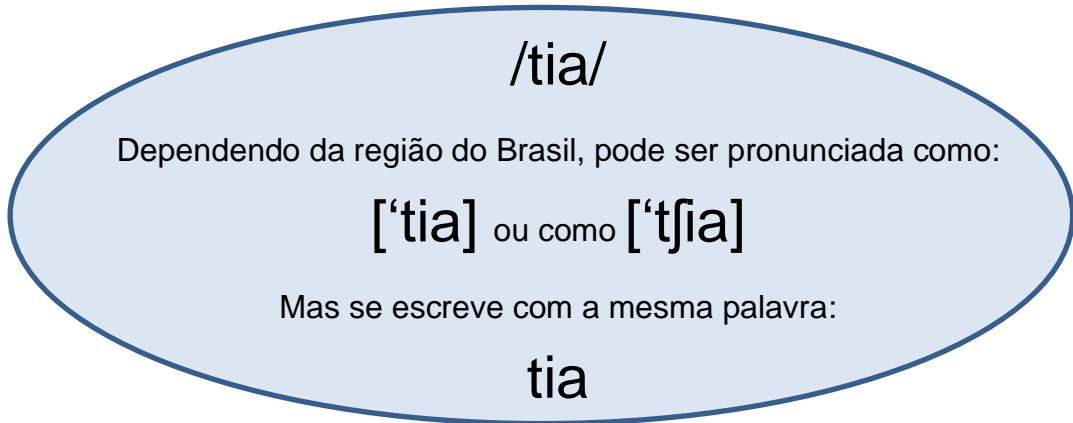 /tia/
Dependendo da região do Brasil, pode ser pronunciada como:
[‘tia] ou como [‘tʃia]
Mas se escreve com a mesma palavra:
tia